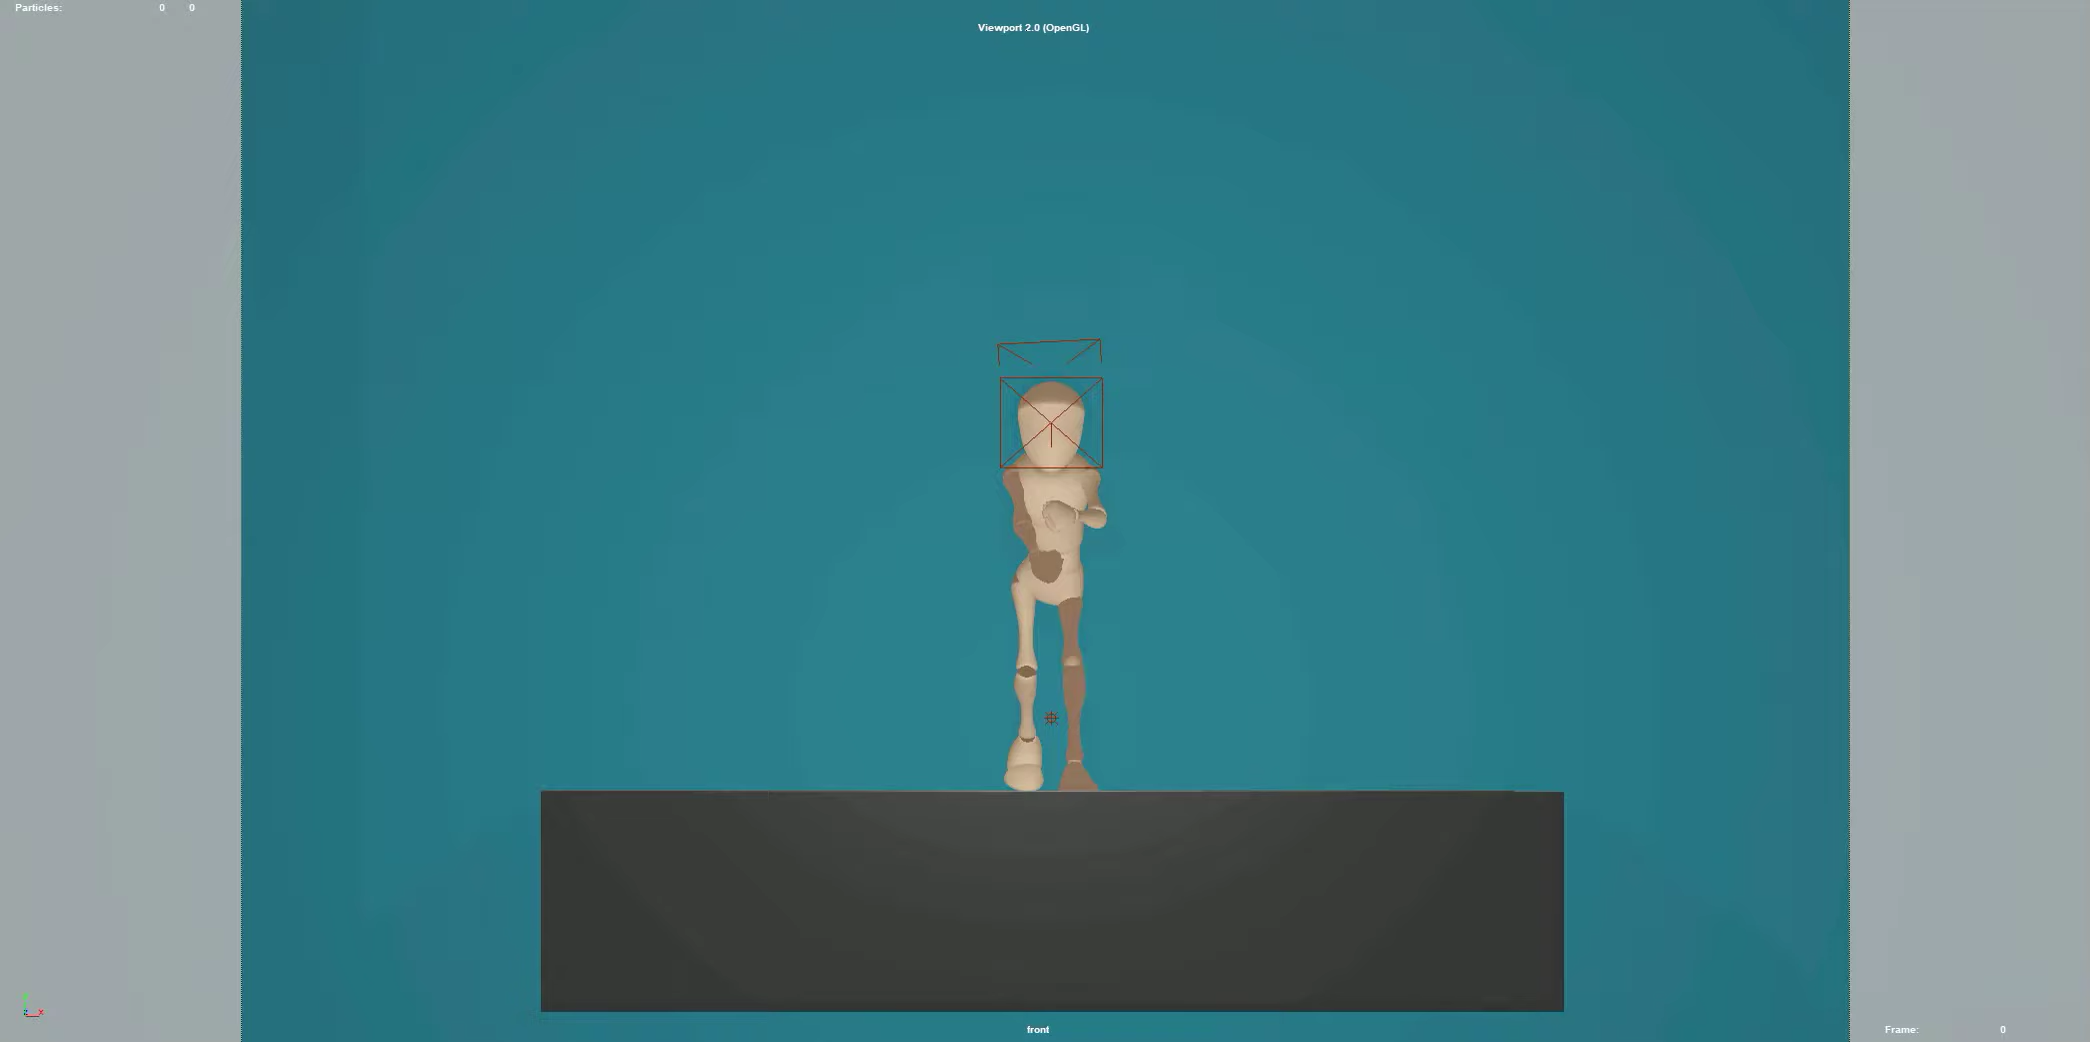 Particles: 0 0
Viewport 2.0 (OpenGL)
z x
front
Frame: 0